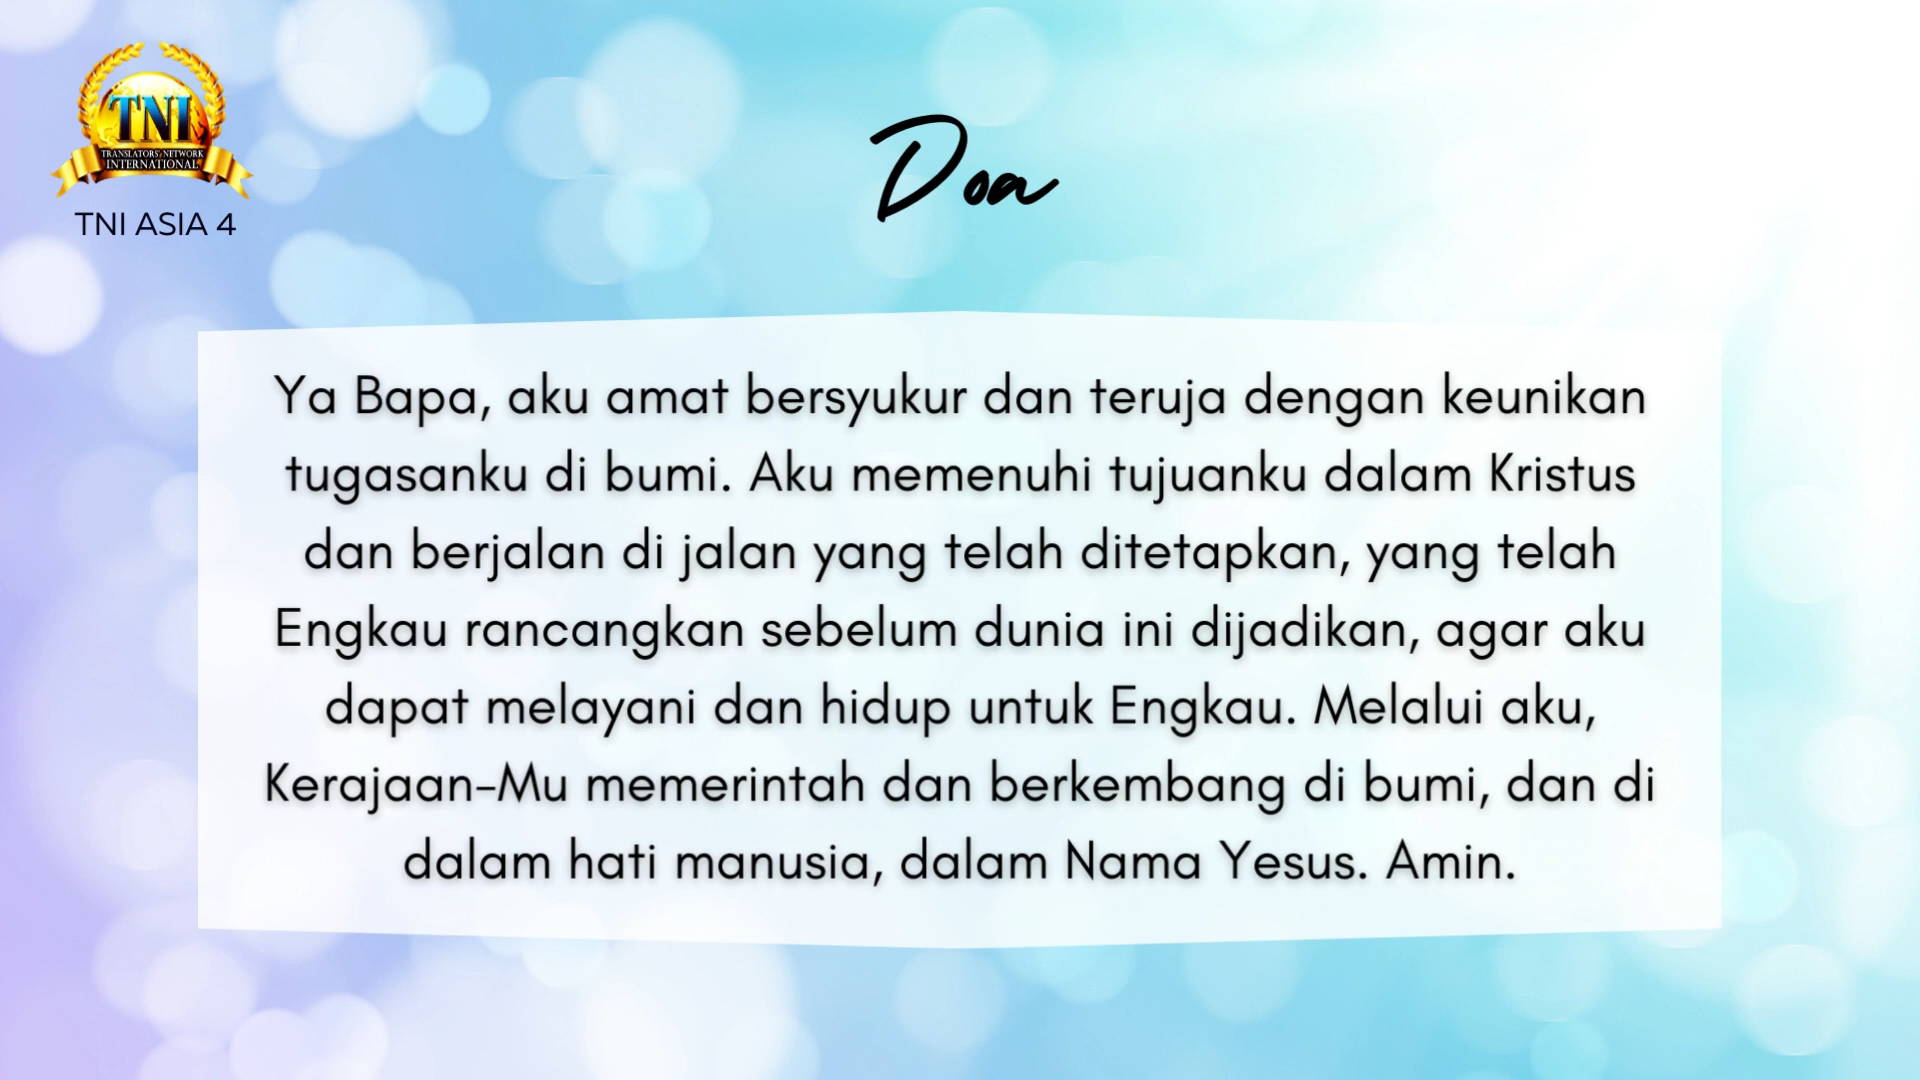 TNI
TRANSLATORS' NETWORK
INTERNATIONAL
TNI ASIA 4
Doa
Ya Bapa, aku amat bersyukur dan teruja dengan keunikan
tugasanku di bumi. Aku memenuhi tujuanku dalam Kristus
dan berjalan di jalan yang telah ditetapkan, yang telah
Engkau rancangkan sebelum dunia ini dijadikan, agar aku
dapat melayani dan hidup untuk Engkau. Melalui aku,
Kerajaan-Mu memerintah dan berkembang di bumi, dan di
dalam hati manusia, dalam Nama Yesus. Amin.